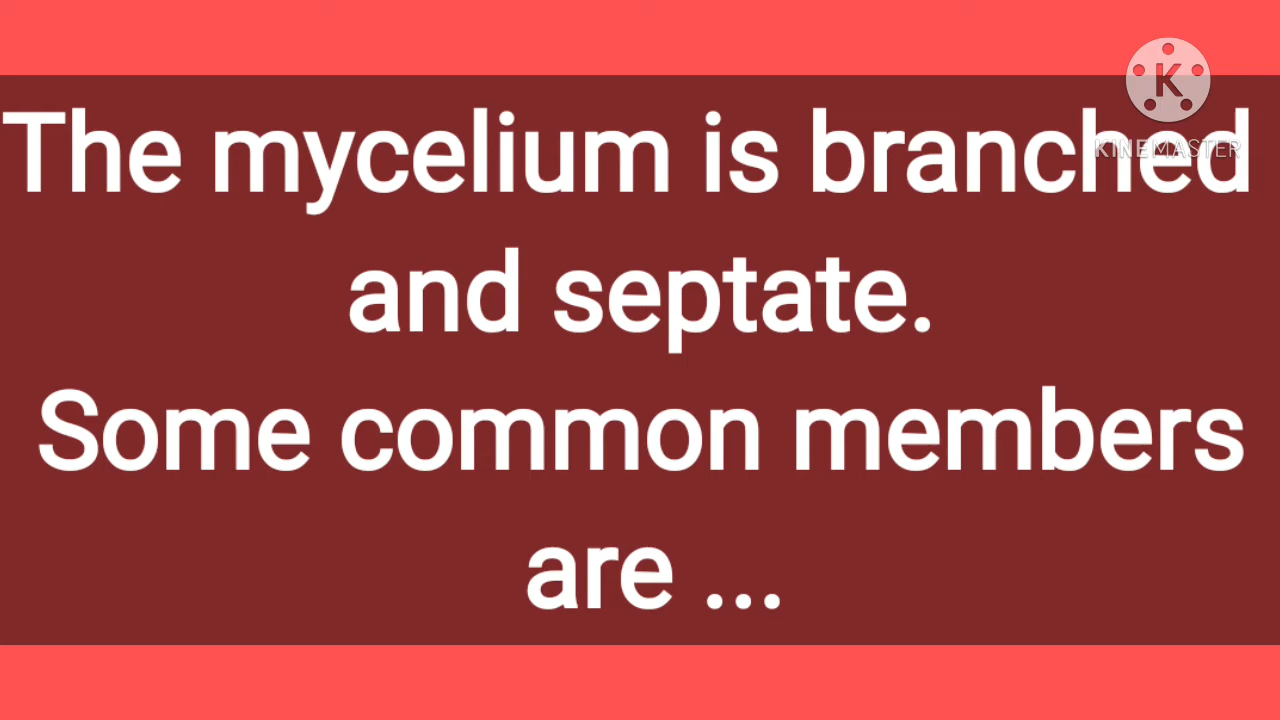 K
KINEMASTER
The mycelium is branched
and septate.
Some common members
are ...